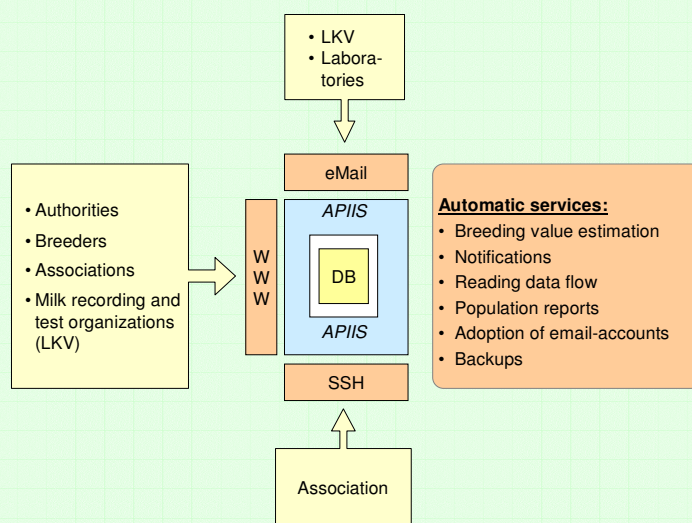 • LKV
• Labora-
tories
eMail
• Authorities
• Breeders
• Associations
• Milk recording and
test organizations
(LKV)
W
W
W
APIIS
DB
APIIS
SSH
Association
Automatic services:
• Breeding value estimation
• Notifications
• Reading data flow
• Population reports
• Adoption of email-accounts
• Backups